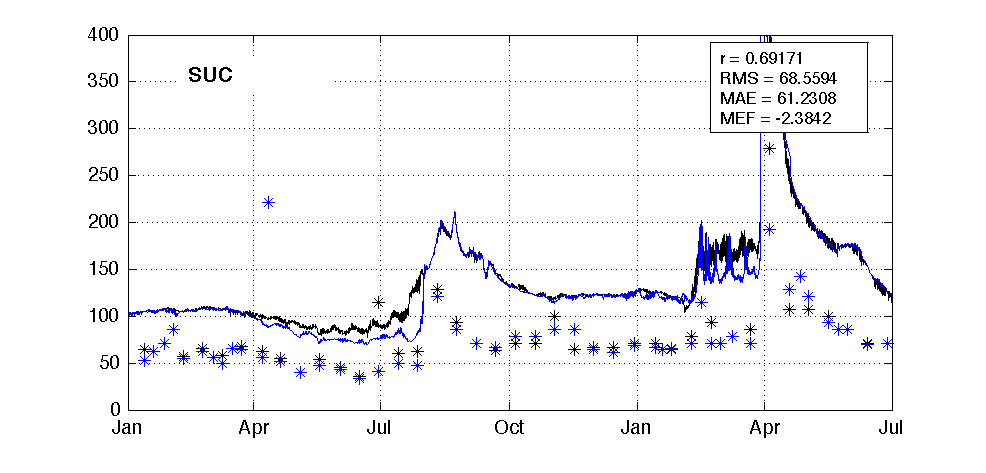 400
350
300
250
200
150
100
50
0
SUC
r = 0.69171
RMS = 68.5594
MAE = 61.2308
MEF = -2.3842
Jan Apr Jul Oct Jan Apr Jul